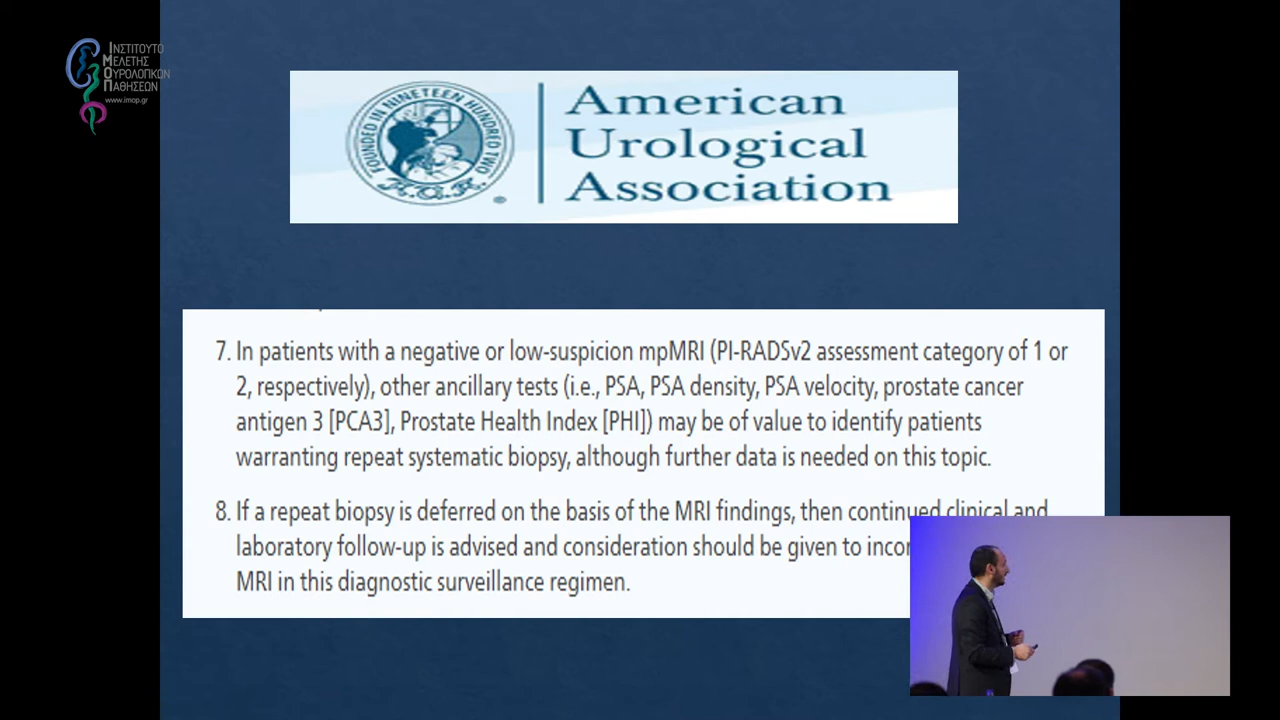 ΙΝΣΤΙΤΟΥΤΟ
ΜΕΛΕΤΗΣ
ΟΥΡΟΛΟΓΙΚΩΝ
ΠΑΘΗΣΕΩΝ
www.imop.gr
FOUNDED IN NINETEEN HUNDRED TWO
A.U.A.
®
American
Urological
Association
7. In patients with a negative or low-suspicion mpMRI (PI-RADSv2 assessment category of 1 or
2, respectively), other ancillary tests (i.e., PSA, PSA density, PSA velocity, prostate cancer
antigen 3 [PCA3], Prostate Health Index [PHI]) may be of value to identify patients
warranting repeat systematic biopsy, although further data is needed on this topic.
8. If a repeat biopsy is deferred on the basis of the MRI findings, then continued clinical and
laboratory follow-up is advised and consideration should be given to
MRI in this diagnostic surveillance regimen.